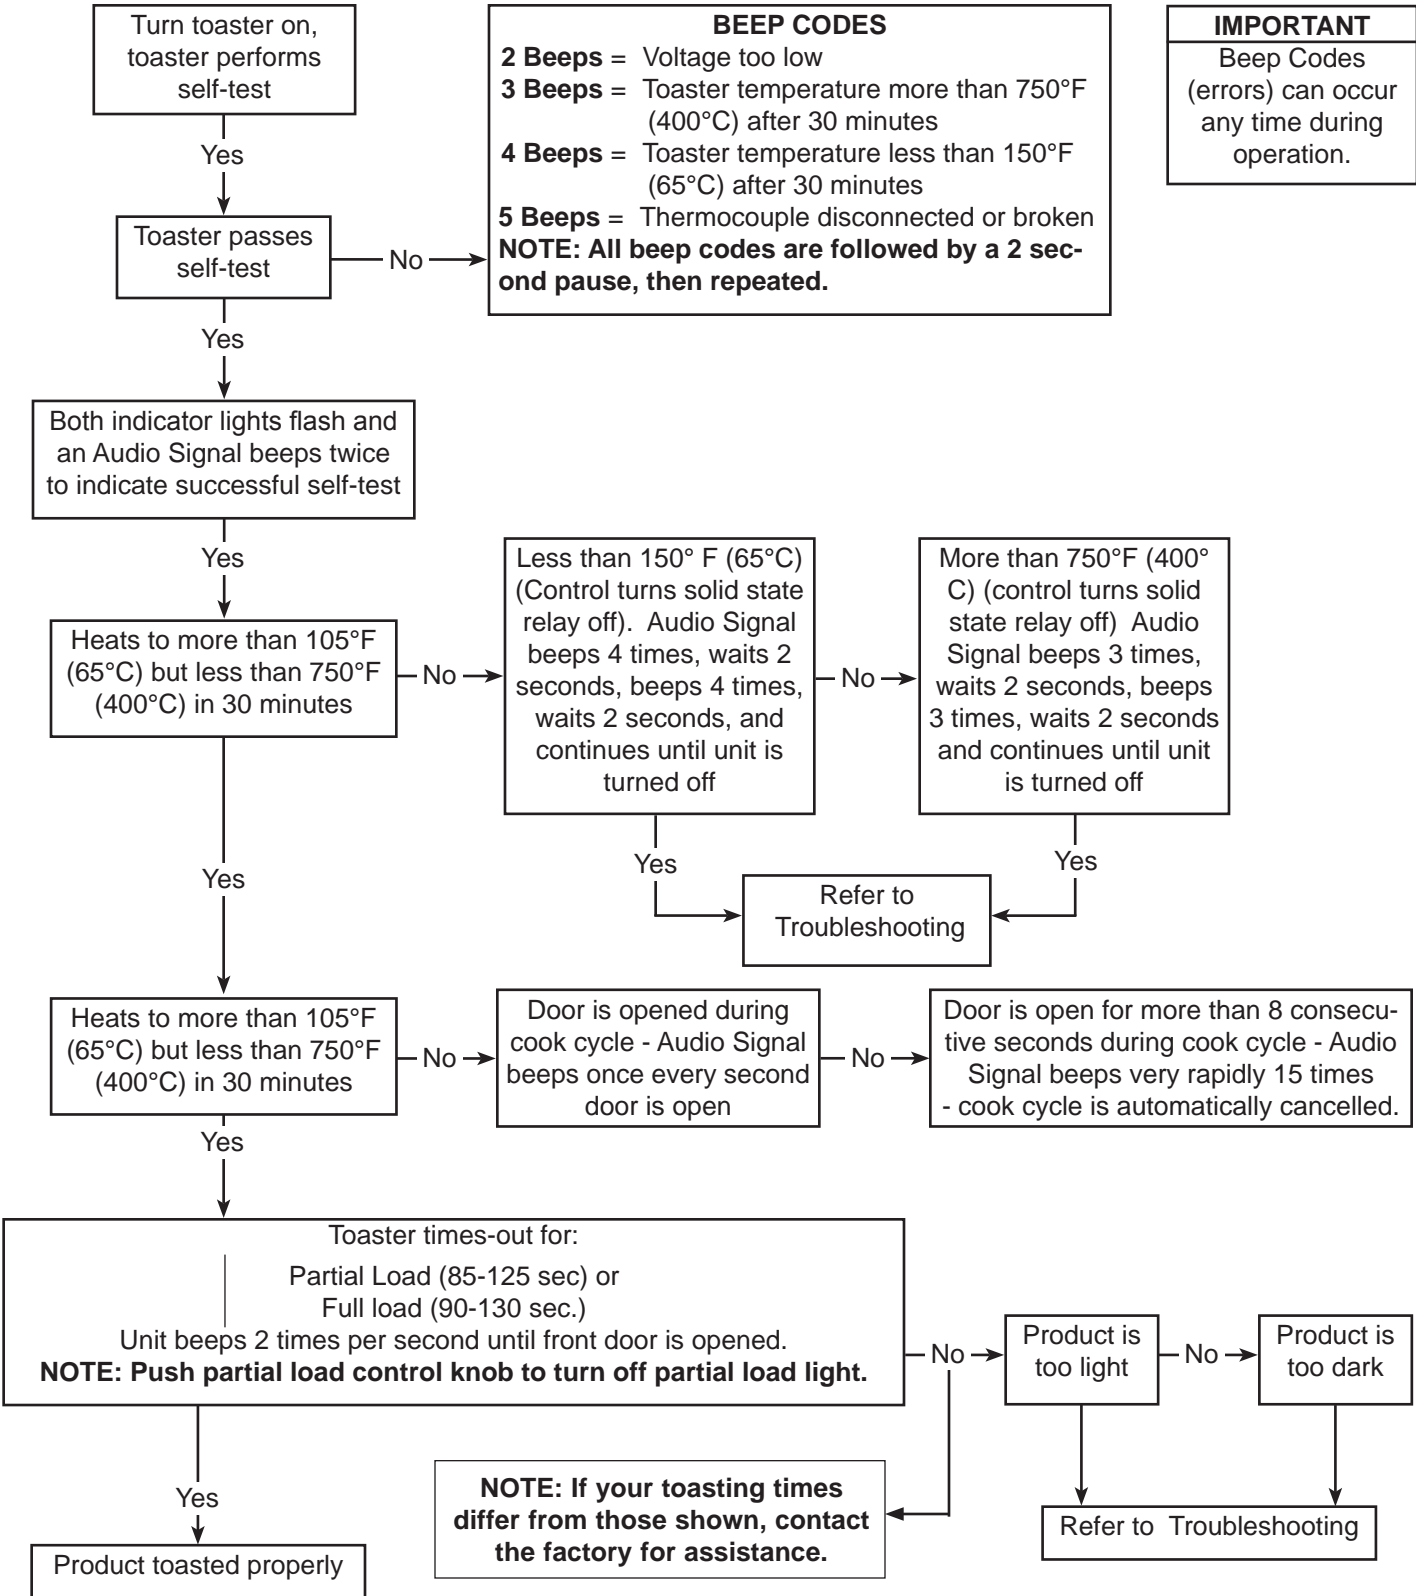 Turn toaster on,
toaster performs
self-test
BEEP CODES
2 Beeps = Voltage too low
3 Beeps = Toaster temperature more than 750°F
(400°C) after 30 minutes
4 Beeps = Toaster temperature less than 150°F
(65°C) after 30 minutes
5 Beeps = Thermocouple disconnected or broken
NOTE: All beep codes are followed by a 2 sec-
ond pause, then repeated.
IMPORTANT
Beep Codes
(errors) can occur
any time during
operation.
Yes
Toaster passes
self-test
No
Yes
Both indicator lights flash and
an Audio Signal beeps twice
to indicate successful self-test
Yes
Heats to more than 105°F
(65°C) but less than 750°F
(400°C) in 30 minutes
No
Less than 150° F (65°C)
(Control turns solid state
relay off). Audio Signal
beeps 4 times, waits 2
seconds, beeps 4 times,
waits 2 seconds, and
continues until unit is
turned off
No
More than 750°F (400°
C) (control turns solid
state relay off) Audio
Signal beeps 3 times,
waits 2 seconds, beeps
3 times, waits 2 seconds
and continues until unit
is turned off
Yes
Yes
Refer to
Troubleshooting
Yes
Heats to more than 105°F
(65°C) but less than 750°F
(400°C) in 30 minutes
No
Door is opened during
cook cycle - Audio Signal
beeps once every second
door is open
No
Door is open for more than 8 consecu-
tive seconds during cook cycle - Audio
Signal beeps very rapidly 15 times
- cook cycle is automatically cancelled.
Yes
Toaster times-out for:
Partial Load (85-125 sec) or
Full load (90-130 sec.)
Unit beeps 2 times per second until front door is opened.
NOTE: Push partial load control knob to turn off partial load light.
No
Product is
too light
No
Product is
too dark
NOTE: If your toasting times
differ from those shown, contact
the factory for assistance.
Refer to Troubleshooting
Yes
Product toasted properly